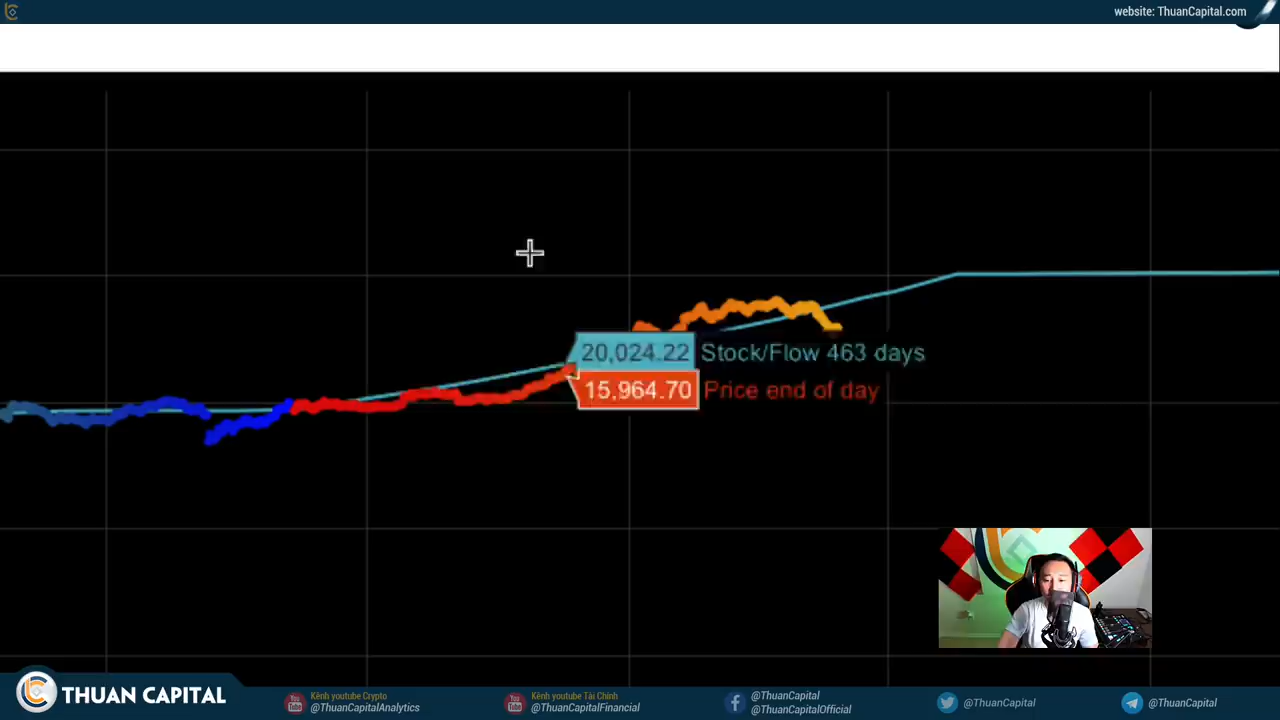 website: ThuanCapital.com
20,024.22 Stock/Flow 463 days
15,964.70 Price end of day
THUAN CAPITAL
Kênh youtube Crypto
@ThuanCapitalAnalytics
Kênh youtube Tài Chính
@ThuanCapitalFinancial
@ThuanCapital
@ThuanCapitalOfficial
@ThuanCapital
@ThuanCapital